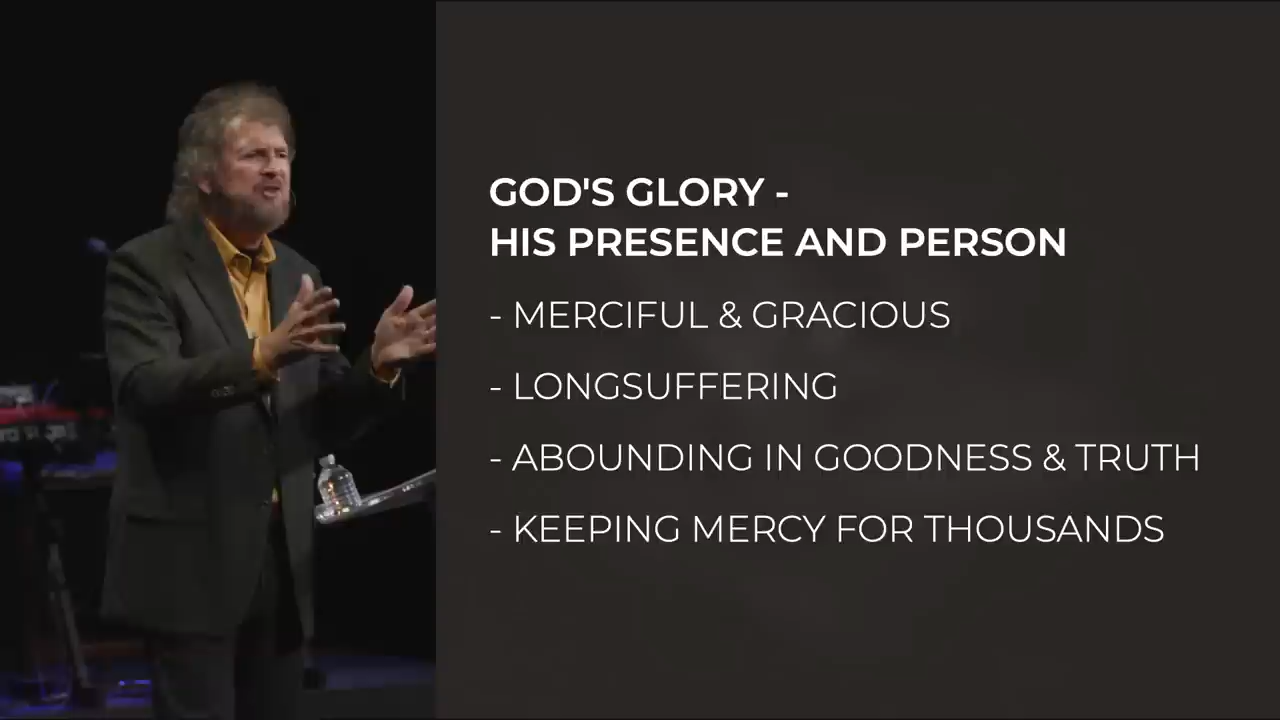 GOD'S GLORY -
HIS PRESENCE AND PERSON
- MERCIFUL & GRACIOUS
- LONGSUFFERING
- ABOUNDING IN GOODNESS & TRUTH
- KEEPING MERCY FOR THOUSANDS